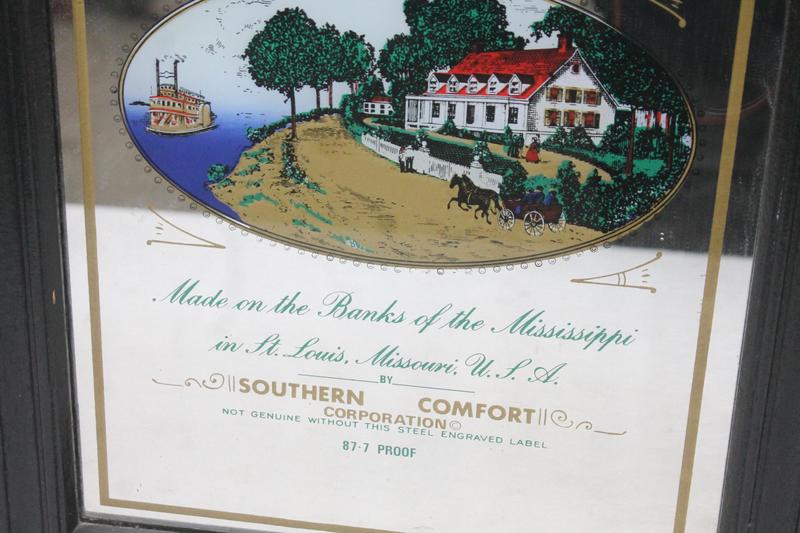 Made on the Banks of the Mississippi
in St. Louis, Missouri, U.S.A.
BY
SOUTHERN COMFORT
CORPORATION©
NOT GENUINE WITHOUT THIS STEEL ENGRAVED LABEL
87·7 PROOF